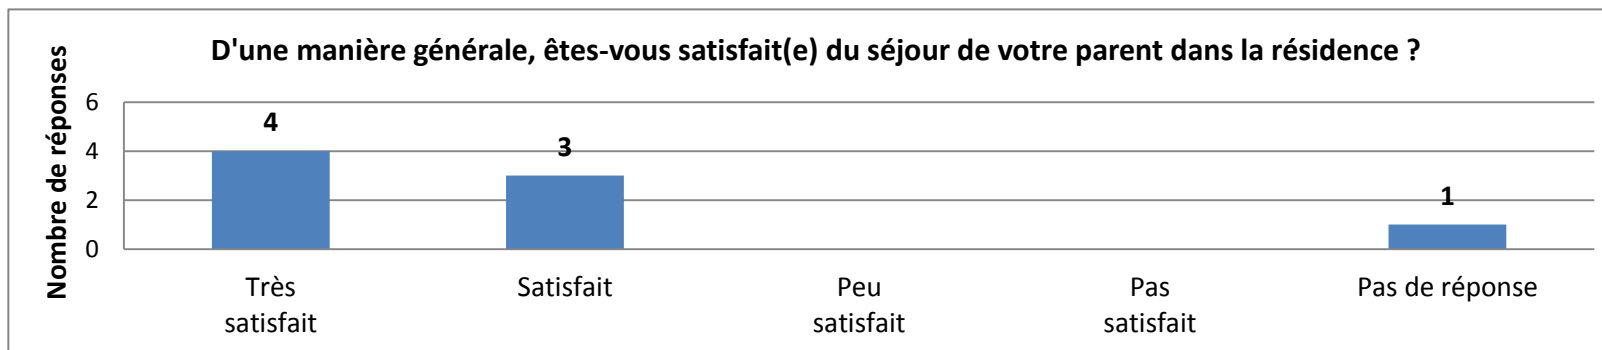 D'une manière générale, êtes-vous satisfait(e) du séjour de votre parent dans la résidence ?
Nombre de réponses
6
4
2
0
4
3
1
Très
satisfait
Satisfait
Peu
satisfait
Pas
satisfait
Pas de réponse